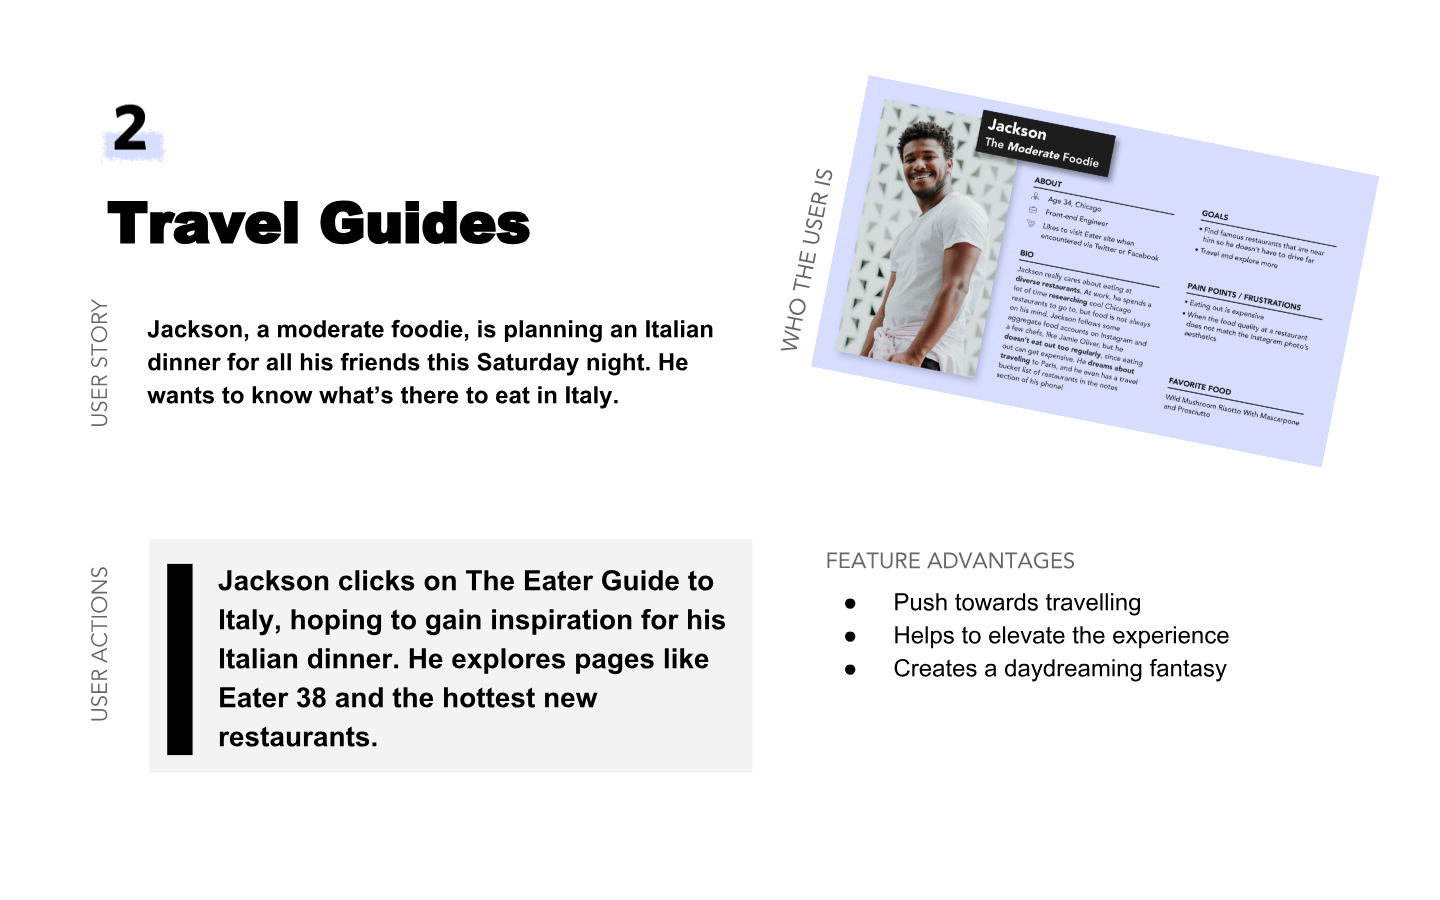 2
Travel Guides
USER STORY
Jackson, a moderate foodie, is planning an Italian
dinner for all his friends this Saturday night. He
wants to know what’s there to eat in Italy.
WHO THE USER IS
Jackson
The Moderate Foodie
ABOUT
Age 34, Chicago
Front-end Engineer
Likes to visit Eater site when
encountered via Twitter or Facebook
BIO
Jackson really cares about eating at
diverse restaurants. At work, he spends a
lot of time researching cool Chicago
restaurants to go to, but food is not always
on his mind. Jackson follows some
aggregate food accounts on Instagram and
a few chefs, like Jamie Oliver, but he
doesn't eat out too regularly, since eating
out can get expensive. He dreams about
traveling to Paris, and he even has a travel
bucket list of restaurants in the notes
section of his phone!
GOALS
• Find famous restaurants that are near
him so he doesn't have to drive far
• Travel and explore more
PAIN POINTS / FRUSTRATIONS
• Eating out is expensive
• When the food quality at a restaurant
does not match the Instagram photo's
aesthetics
FAVORITE FOOD
Wild Mushroom Risotto With Mascarpone
and Prosciutto
USER ACTIONS
Jackson clicks on The Eater Guide to
Italy, hoping to gain inspiration for his
Italian dinner. He explores pages like
Eater 38 and the hottest new
restaurants.
FEATURE ADVANTAGES
● Push towards travelling
● Helps to elevate the experience
● Creates a daydreaming fantasy